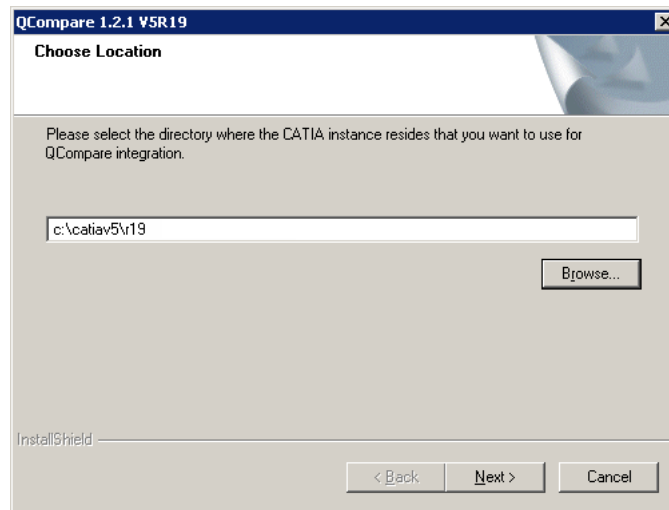 QCompare 1.2.1 V5R19
Choose Location
Please select the directory where the CATIA instance resides that you want to use for
QCompare integration.
c:\catiav5\r19
Browse...
InstallShield
< Back
Next >
Cancel